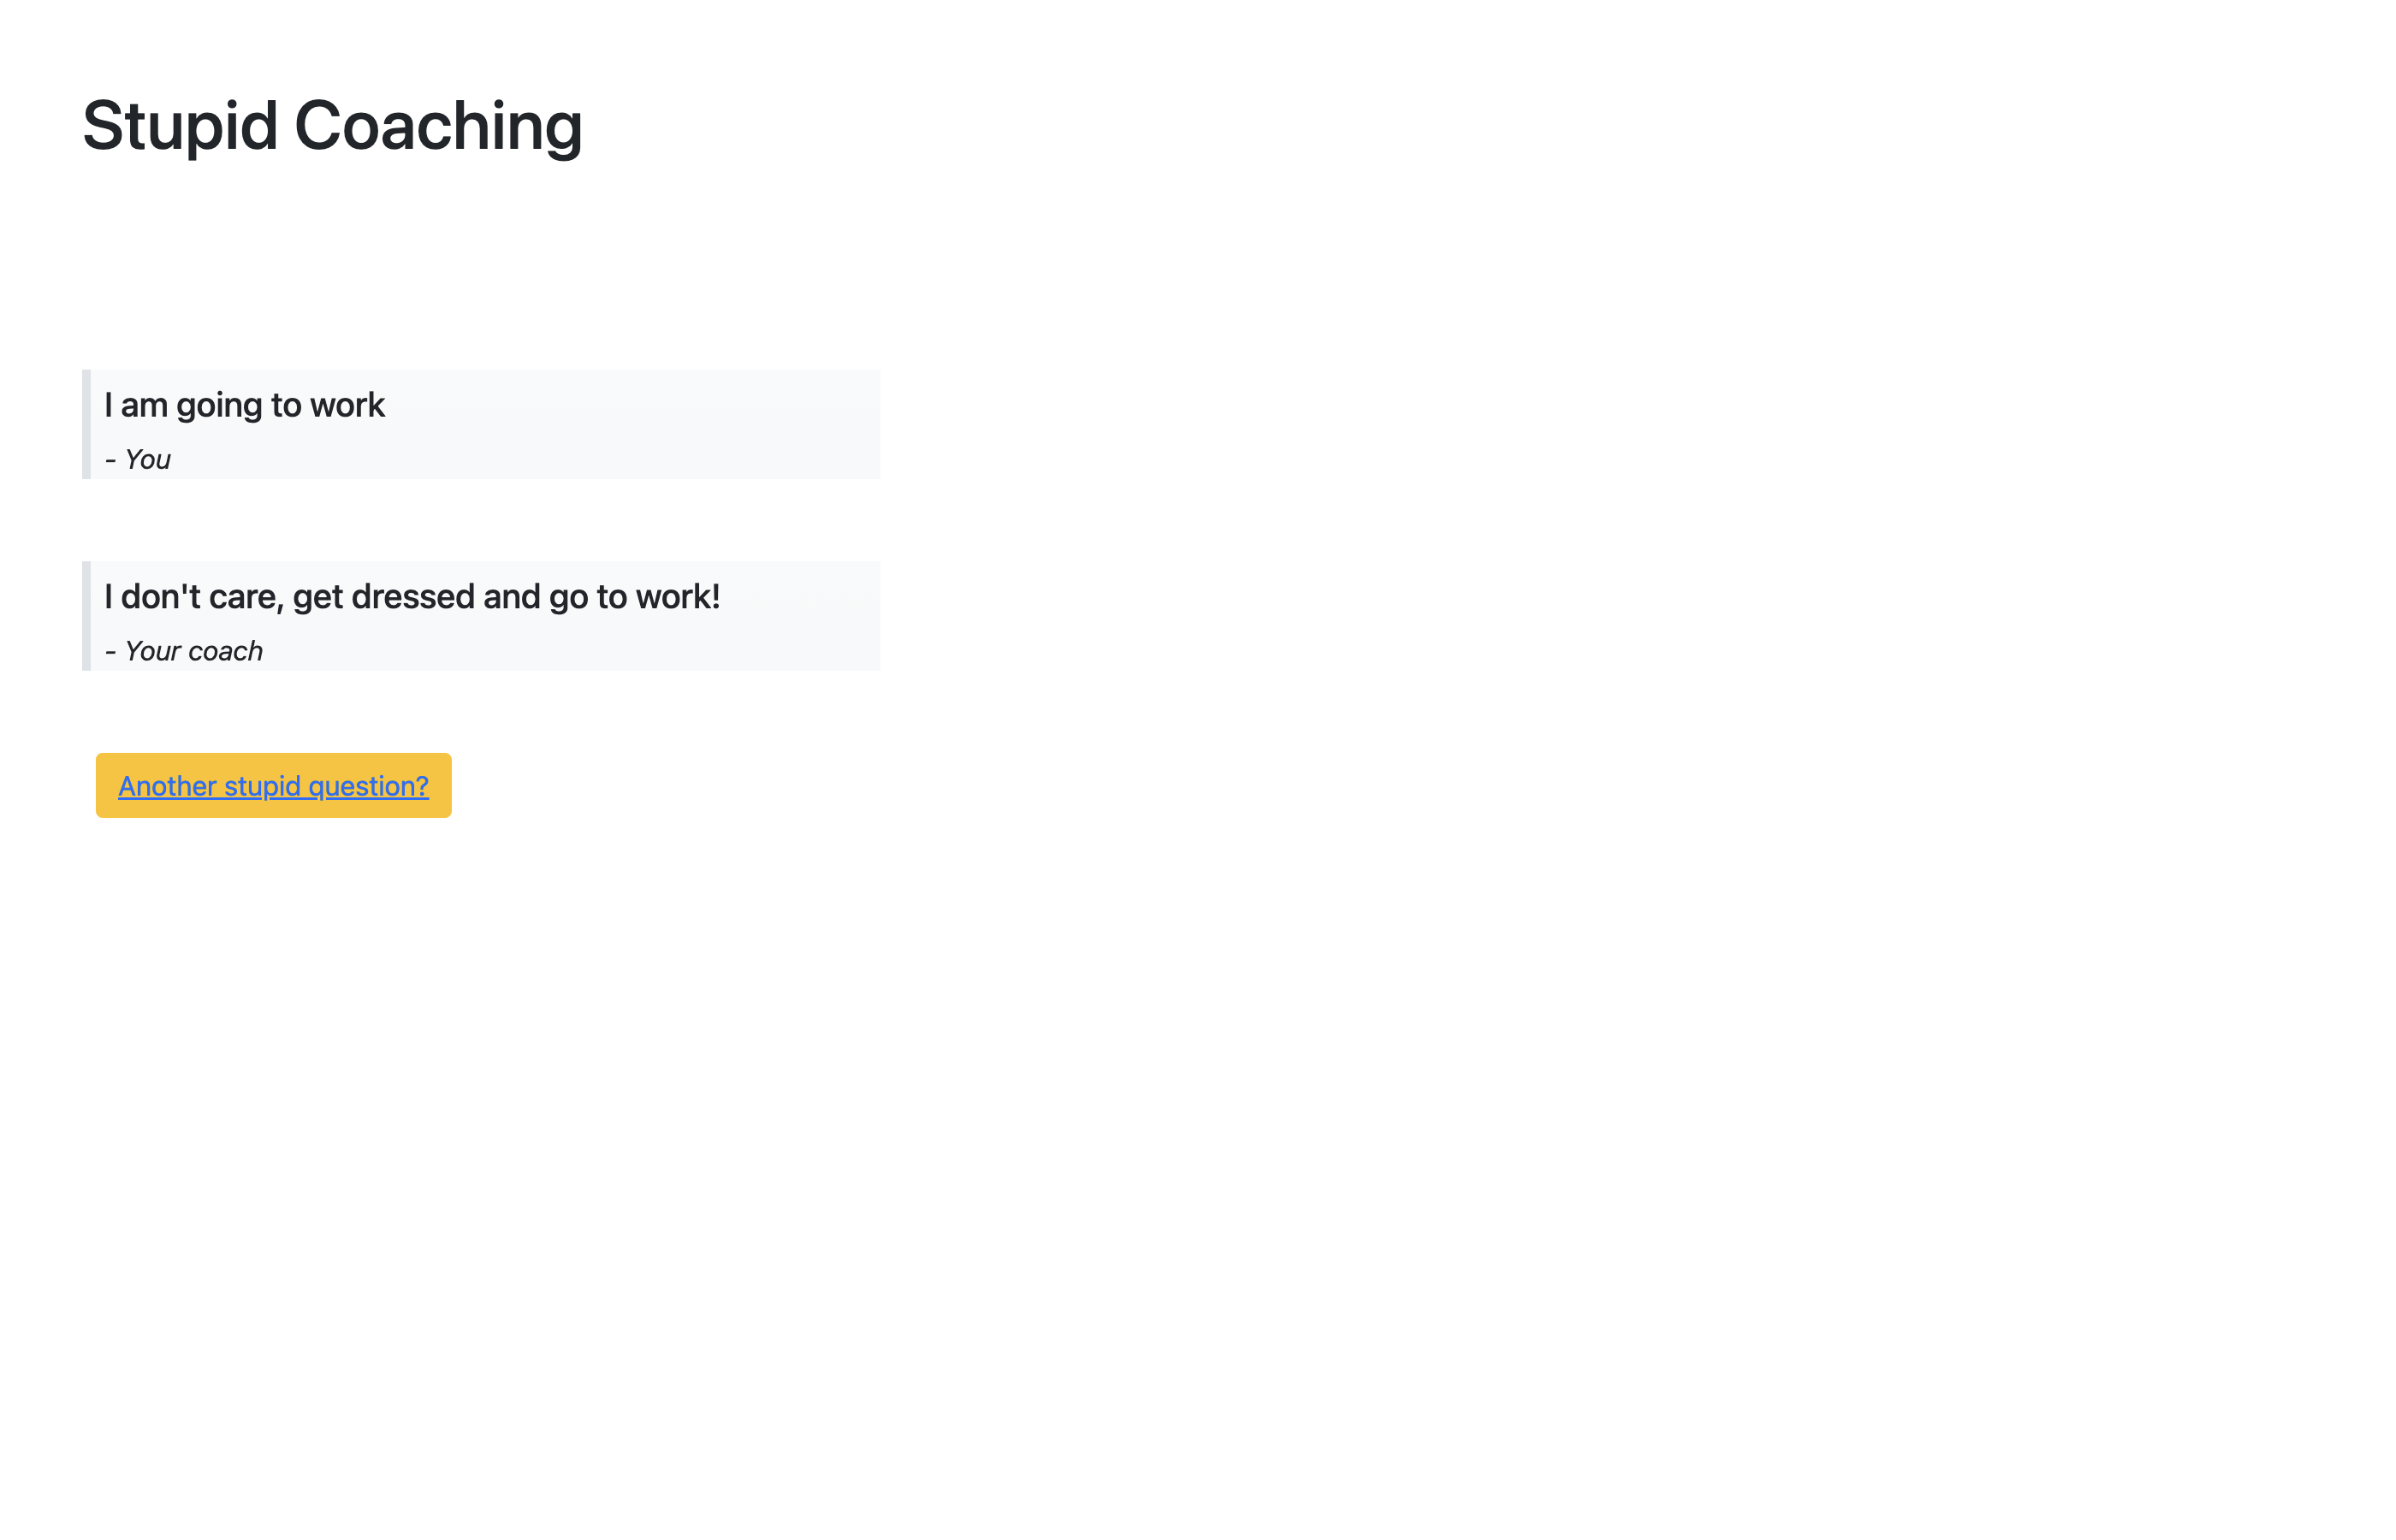 Stupid Coaching
I am going to work
- You
I don't care, get dressed and go to work!
- Your coach
Another stupid question?